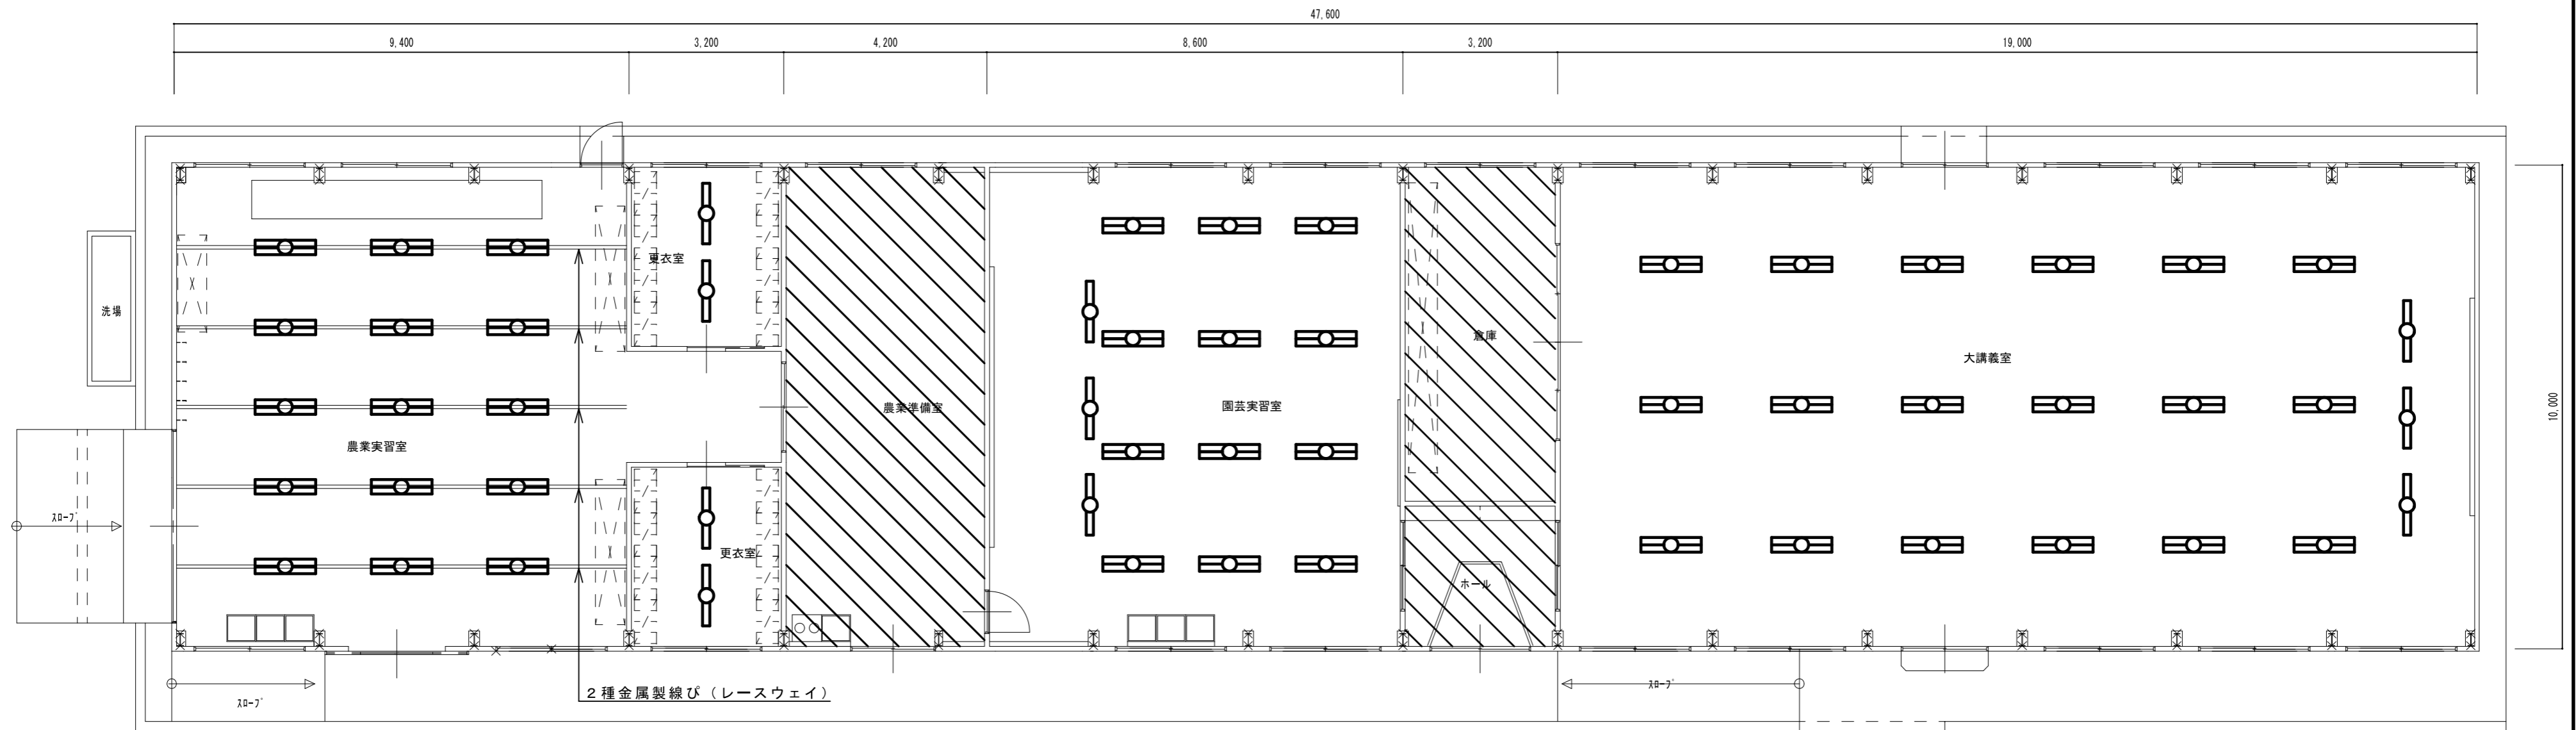 47,600
9,400
3,200
4,200
8,600
3,200
19,000
更衣室
洗場
倉庫
大講義室
農業準備室
園芸実習室
10,000
農業実習室
ｽﾛｰﾌﾟ
更衣室
ホール
２種金属製線ぴ（レースウェイ）
ｽﾛｰﾌﾟ
ｽﾛｰﾌﾟ